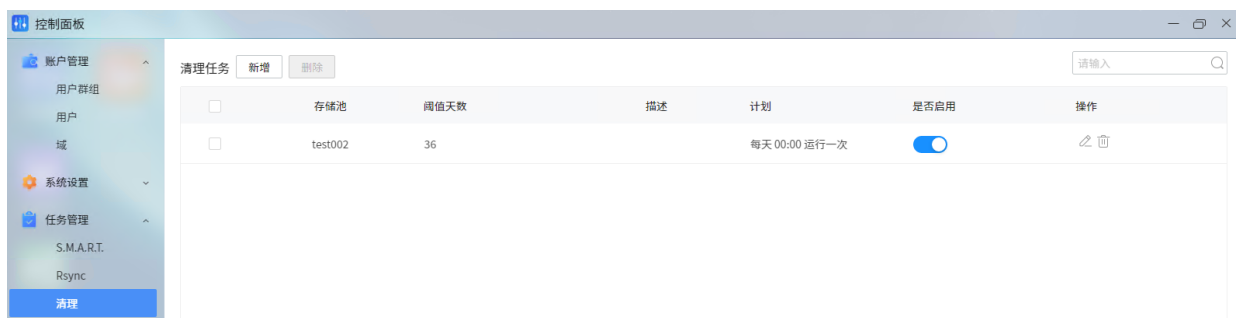 控制面板
账户管理
用户群组
用户
域
系统设置
任务管理
S.M.A.R.T.
Rsync
清理
清理任务 新增 删除 请输入
存储池 阈值天数 描述 计划 是否启用 操作
test002 36 每天 00:00 运行一次